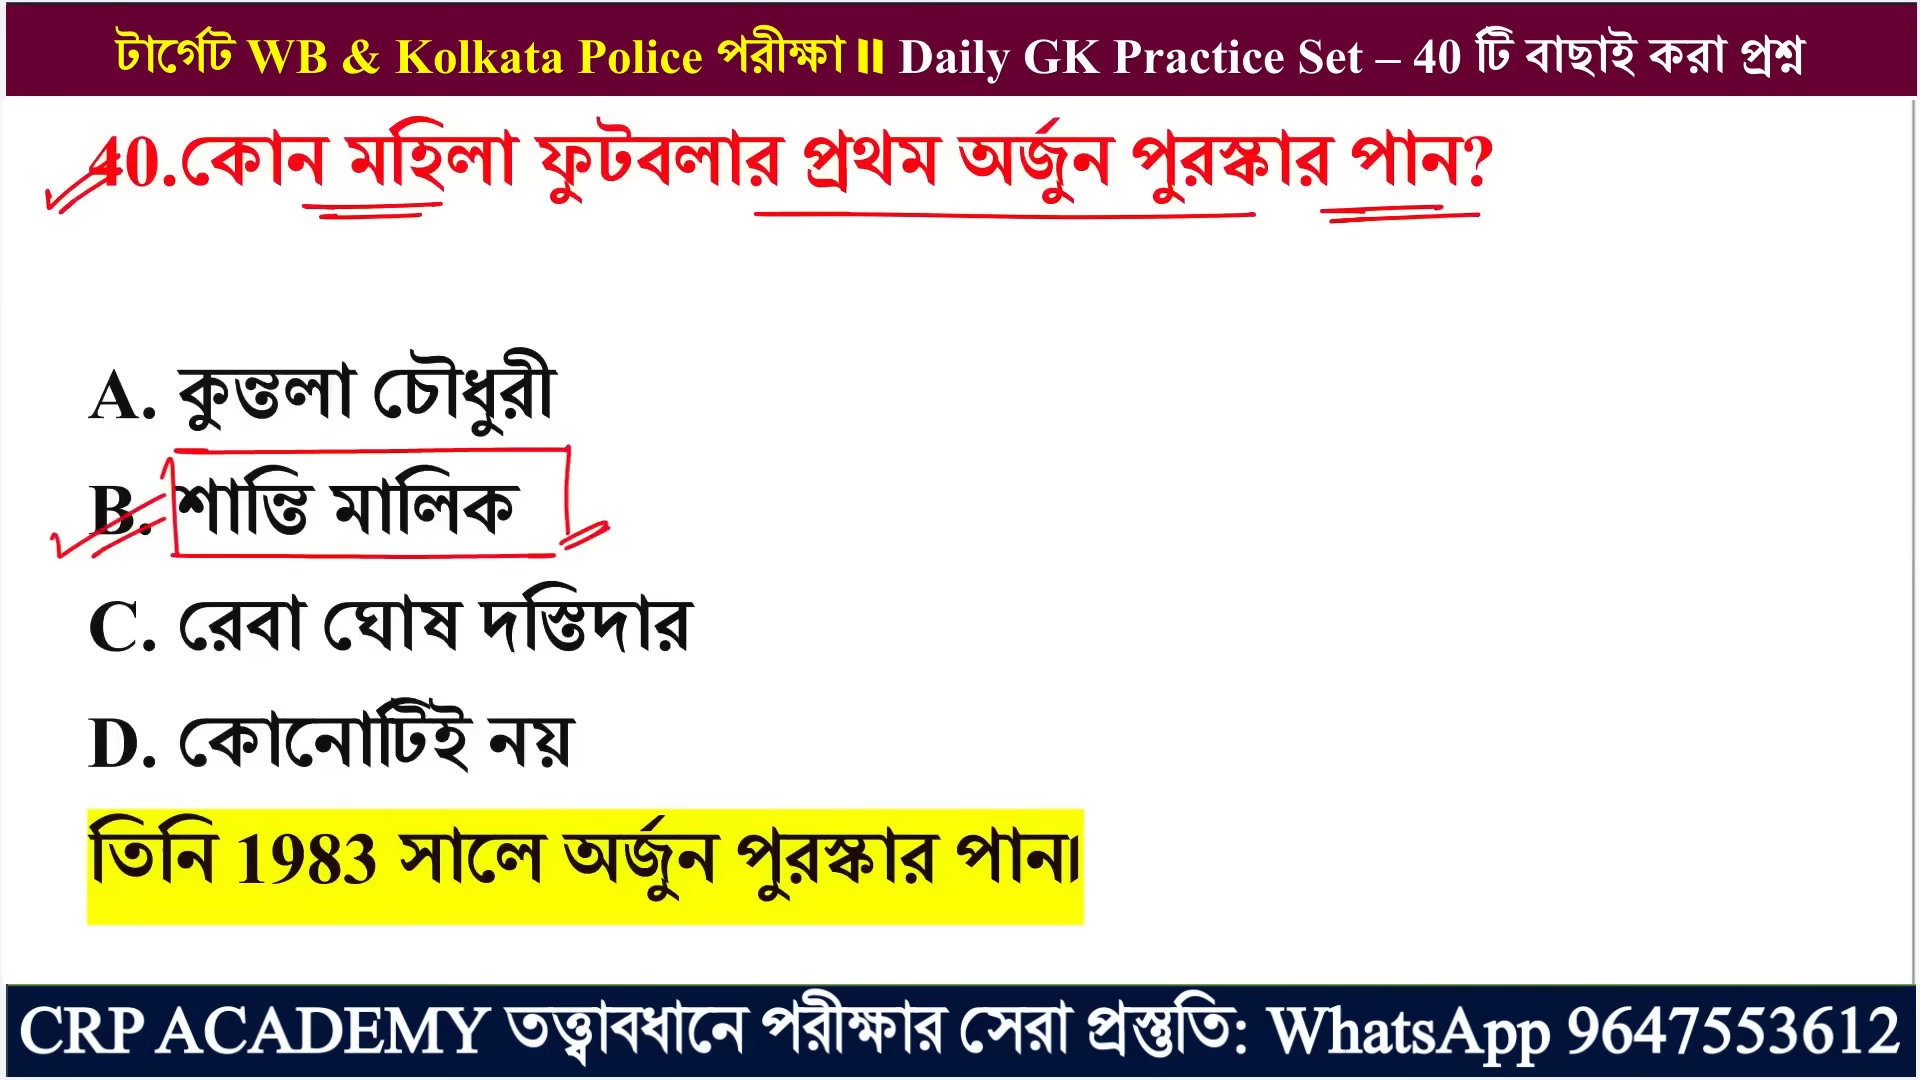 টার্গেট WB & Kolkata Police পরীক্ষা॥ Daily GK Practice Set – 40 টি বাছাই করা প্রশ্ন
40.কোন মহিলা ফুটবলার প্রথম অর্জুন পুরস্কার পান?
A. কুন্তলা চৌধুরী
B. শান্তি মালিক
C. রেবা ঘোষ দস্তিদার
D. কোনোটিই নয়
তিনি 1983 সালে অর্জুন পুরস্কার পান।
CRP ACADEMY তত্ত্বাবধানে পরীক্ষার সেরা প্রস্তুতি: WhatsApp 9647553612